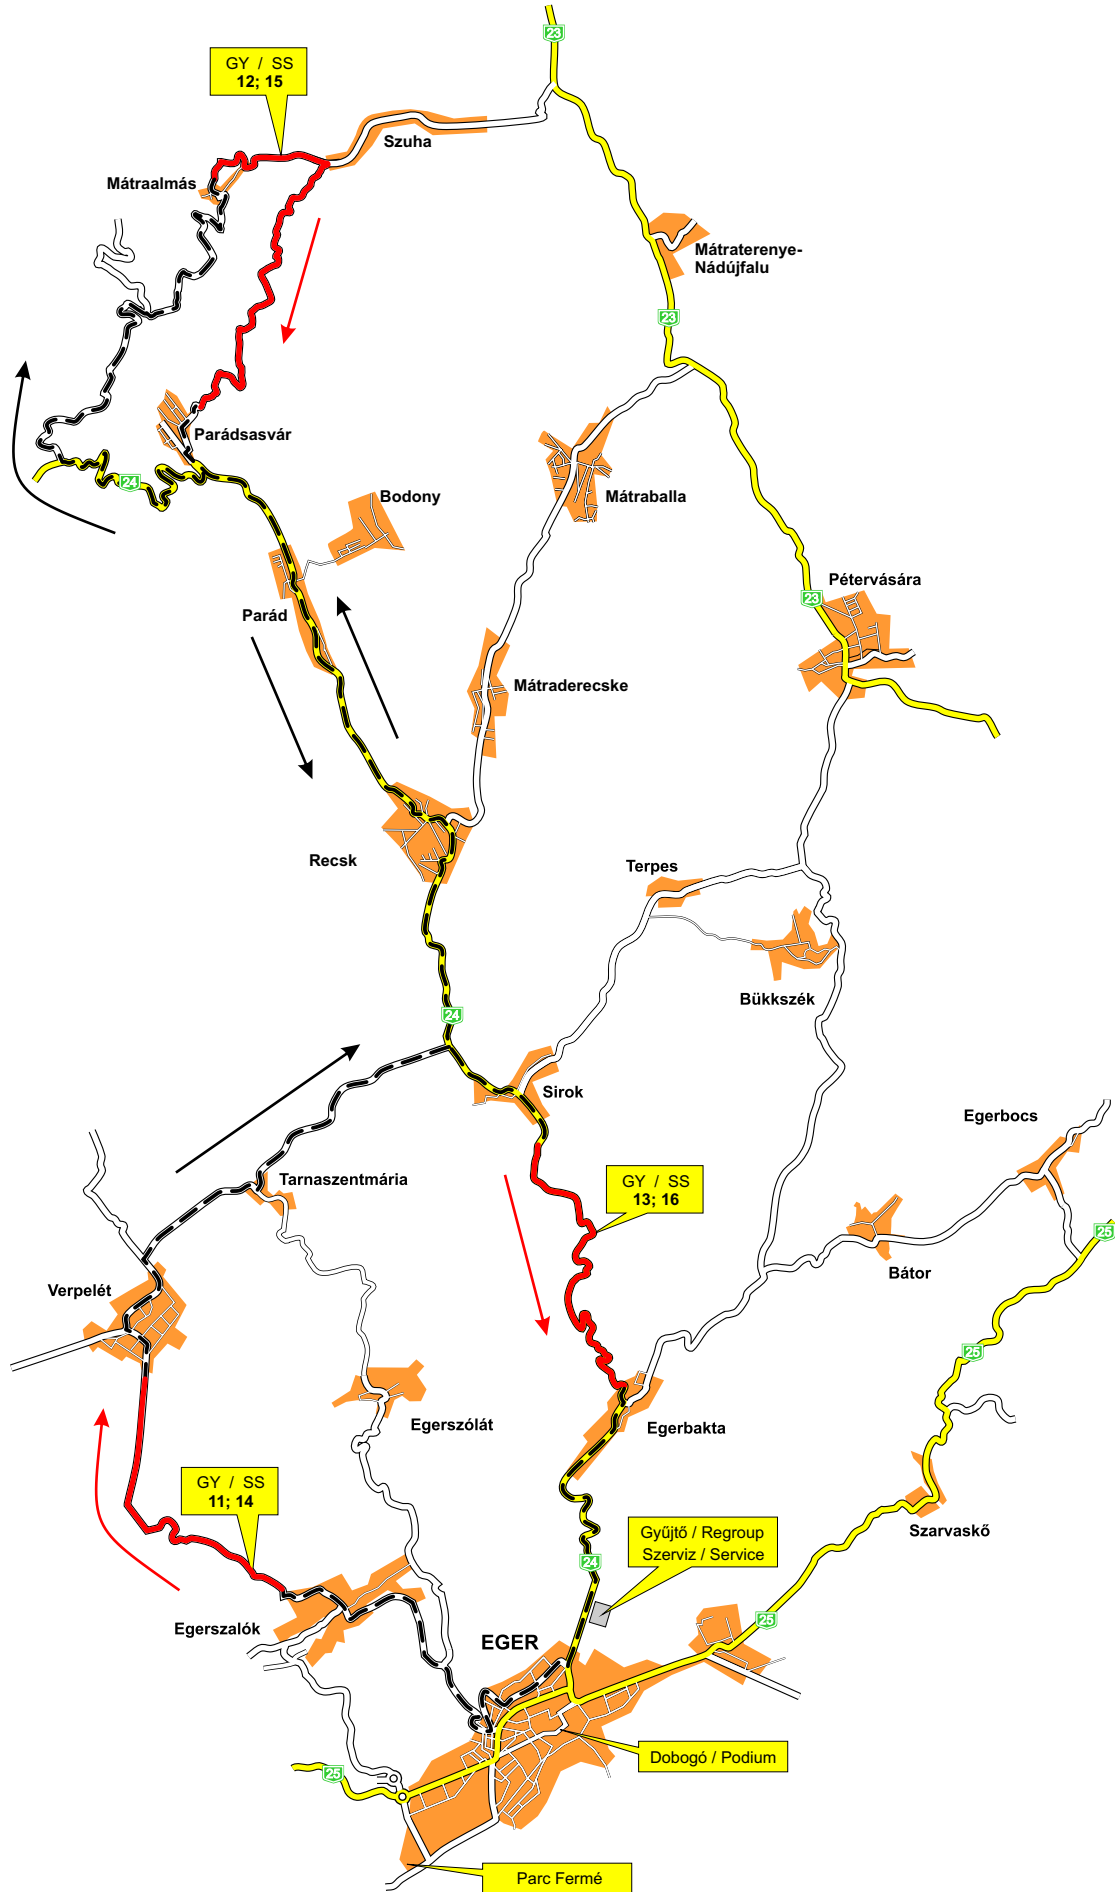 23
GY / SS
12; 15
Szuha
Mátraalmás
Mátraterenye-
Nádújfalu
23
Parádsasvár
24
Bodony
Mátraballa
Pétervására
23
Parád
Mátraderecske
Recsk
Terpes
Bükkszék
24
Sirok
Egerbocs
Tarnaszentmária
GY / SS
13; 16
25
Bátor
Verpelét
25
Egerszólát
Egerbakta
GY / SS
11; 14
Szarvaskő
Gyűjtő / Regroup
Szerviz / Service
24
25
Egerszalók
EGER
Dobogó / Podium
25
Parc Fermé